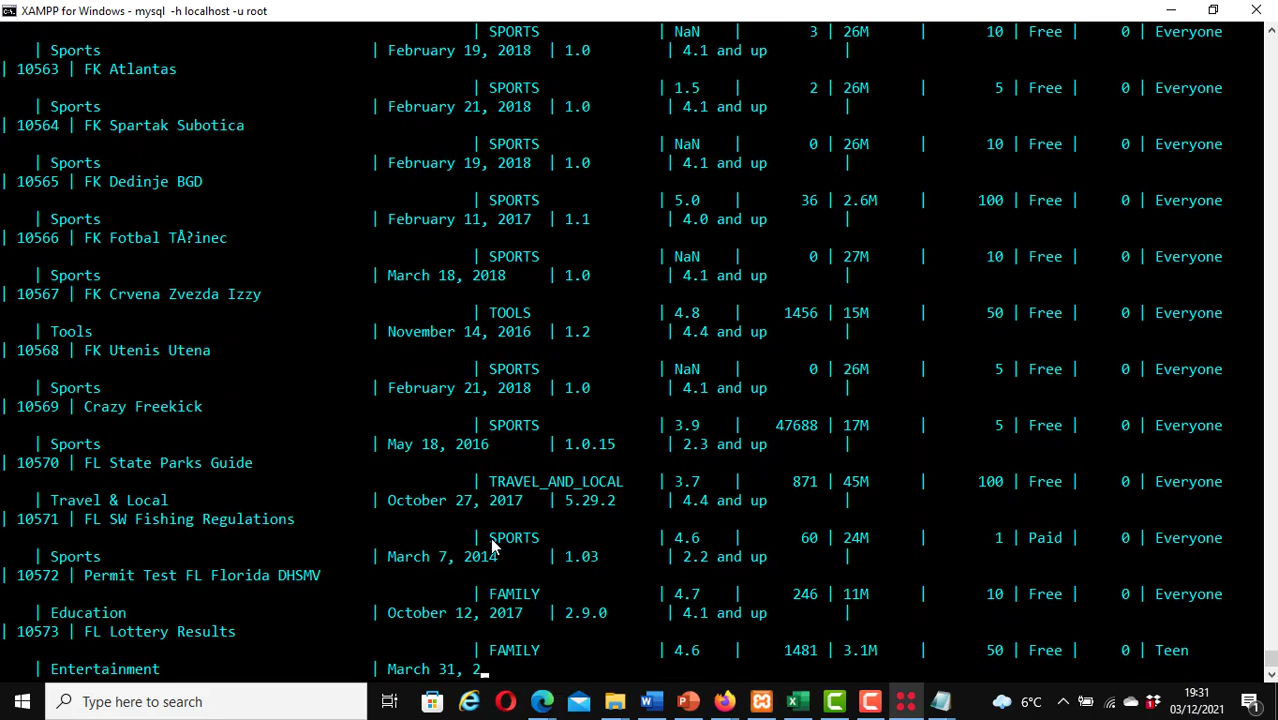 XAMPP for Windows - mysql -h localhost -u root
| SPORTS | NaN | 3 | 26M | 10 | Free | 0 | Everyone
| Sports | February 19, 2018 | 1.0 | 4.1 and up |
| 10563 | FK Atlantas
| SPORTS | 1.5 | 2 | 26M | 5 | Free | 0 | Everyone
| Sports | February 21, 2018 | 1.0 | 4.1 and up |
| 10564 | FK Spartak Subotica
| SPORTS | NaN | 0 | 26M | 10 | Free | 0 | Everyone
| Sports | February 19, 2018 | 1.0 | 4.1 and up |
| 10565 | FK Dedinje BGD
| SPORTS | 5.0 | 36 | 2.6M | 100 | Free | 0 | Everyone
| Sports | February 11, 2017 | 1.1 | 4.0 and up |
| 10566 | FK Fotbal TÅ?inec
| SPORTS | NaN | 0 | 27M | 10 | Free | 0 | Everyone
| Sports | March 18, 2018 | 1.0 | 4.1 and up |
| 10567 | FK Crvena Zvezda Izzy
| TOOLS | 4.8 | 1456 | 15M | 50 | Free | 0 | Everyone
| Tools | November 14, 2016 | 1.2 | 4.4 and up |
| 10568 | FK Utenis Utena
| SPORTS | NaN | 0 | 26M | 5 | Free | 0 | Everyone
| Sports | February 21, 2018 | 1.0 | 4.1 and up |
| 10569 | Crazy Freekick
| SPORTS | 3.9 | 47688 | 17M | 5 | Free | 0 | Everyone
| Sports | May 18, 2016 | 1.0.15 | 2.3 and up |
| 10570 | FL State Parks Guide
| TRAVEL_AND_LOCAL | 3.7 | 871 | 45M | 100 | Free | 0 | Everyone
| Travel & Local | October 27, 2017 | 5.29.2 | 4.4 and up |
| 10571 | FL SW Fishing Regulations
| SPORTS | 4.6 | 60 | 24M | 1 | Paid | 0 | Everyone
| Sports | March 7, 2014 | 1.03 | 2.2 and up |
| 10572 | Permit Test FL Florida DHSMV
| FAMILY | 4.7 | 246 | 11M | 10 | Free | 0 | Everyone
| Education | October 12, 2017 | 2.9.0 | 4.1 and up |
| 10573 | FL Lottery Results
| FAMILY | 4.6 | 1481 | 3.1M | 50 | Free | 0 | Teen
| Entertainment | March 31, 2
Type here to search
6°C
19:31
03/12/2021
1